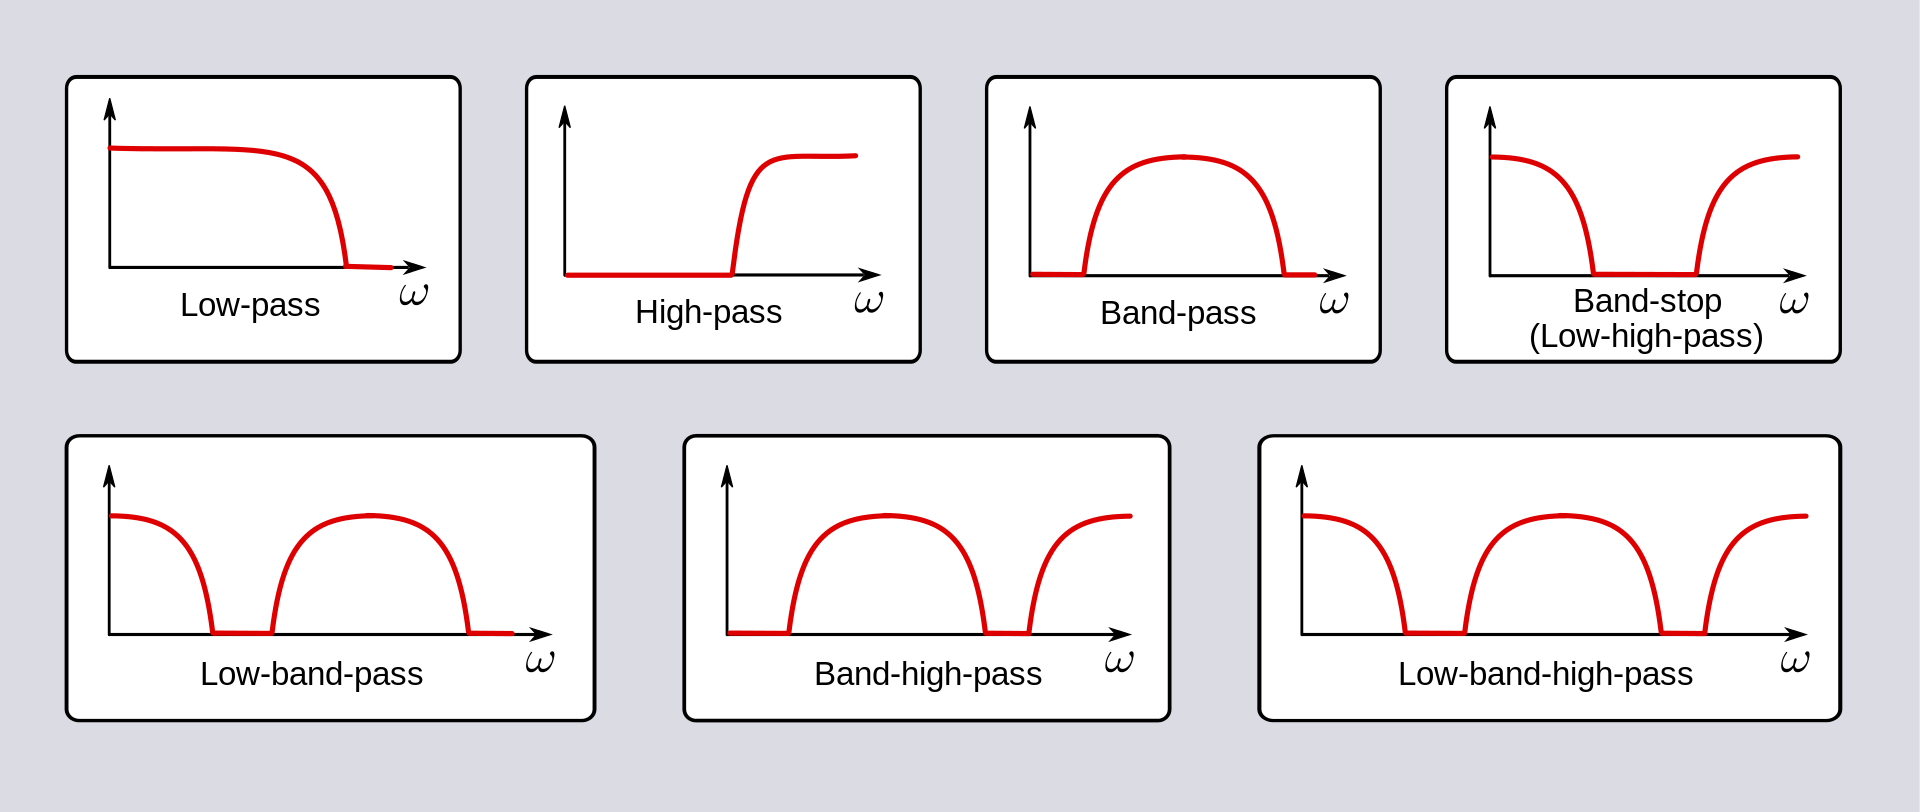 ω
Low-pass
ω
High-pass
ω
Band-pass
ω
Band-stop
(Low-high-pass)
ω
Low-band-pass
ω
Band-high-pass
ω
Low-band-high-pass